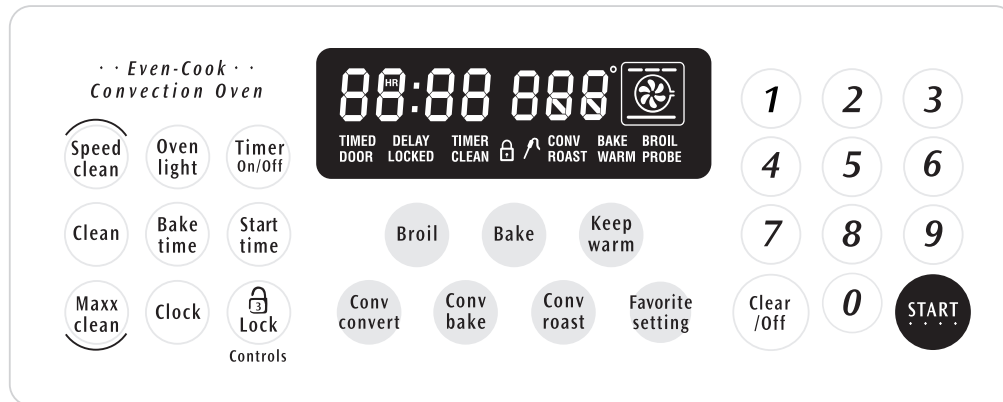 · · Even-Cook · ·
Convection Oven
Speed
clean
Oven
light
Timer
On/Off
Clean
Bake
time
Start
time
Maxx
clean
Clock
3
Lock
Controls
88:88 888°
HR
TIMED DELAY TIMER CONV BAKE BROIL
DOOR LOCKED CLEAN ROAST WARM PROBE
Broil
Bake
Keep
warm
Conv
convert
Conv
bake
Conv
roast
Favorite
setting
1 2 3
4 5 6
7 8 9
Clear
/Off
0
START